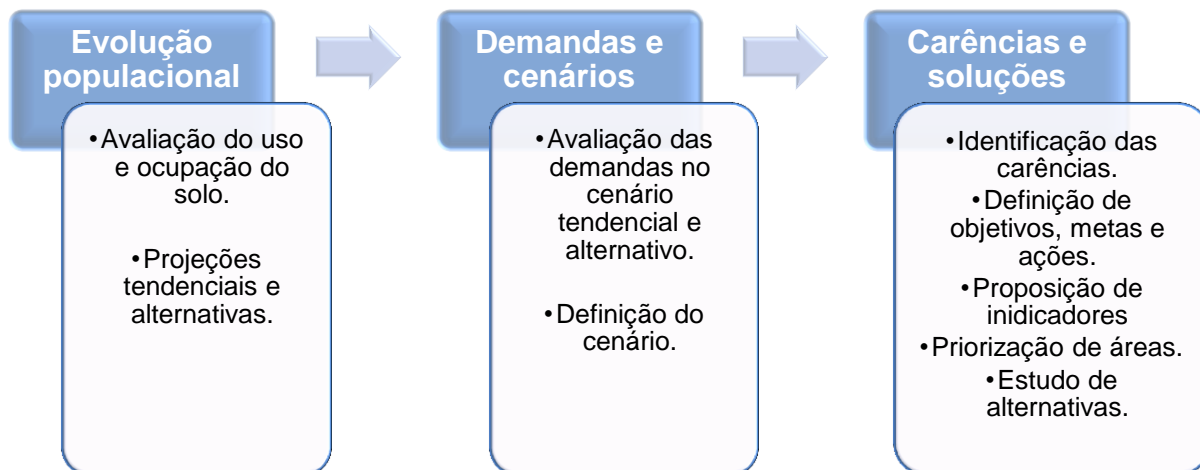 Evolução
populacional
•Avaliação do uso
e ocupação do
solo.
•Projeções
tendenciais e
alternativas.
Demandas e
cenários
•Avaliação das
demandas no
cenário
tendencial e
alternativo.
•Definição do
cenário.
Carências e
soluções
•Identificação das
carências.
•Definição de
objetivos, metas e
ações.
•Proposição de
inidicadores
•Priorização de áreas.
•Estudo de
alternativas.